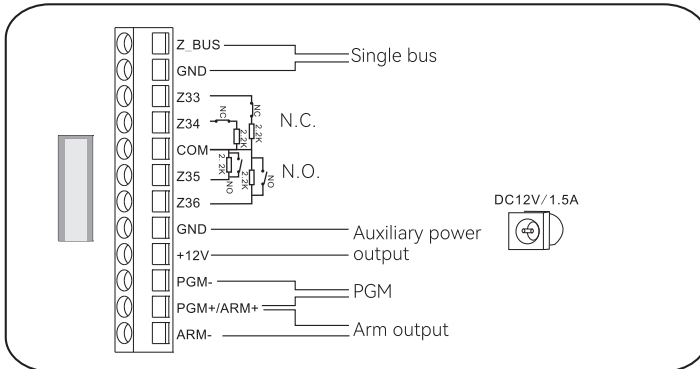 Z_BUS
Single bus
GND
Z33
NC
Z34
NC
2.2K
N.C.
2.2K
COM
2.2K
N.O.
Z35
NO
2.2K
NO
Z36
DC12V/1.5A
GND
Auxiliary power
output
+12V
PGM-
PGM
PGM+/ARM+
Arm output
ARM-